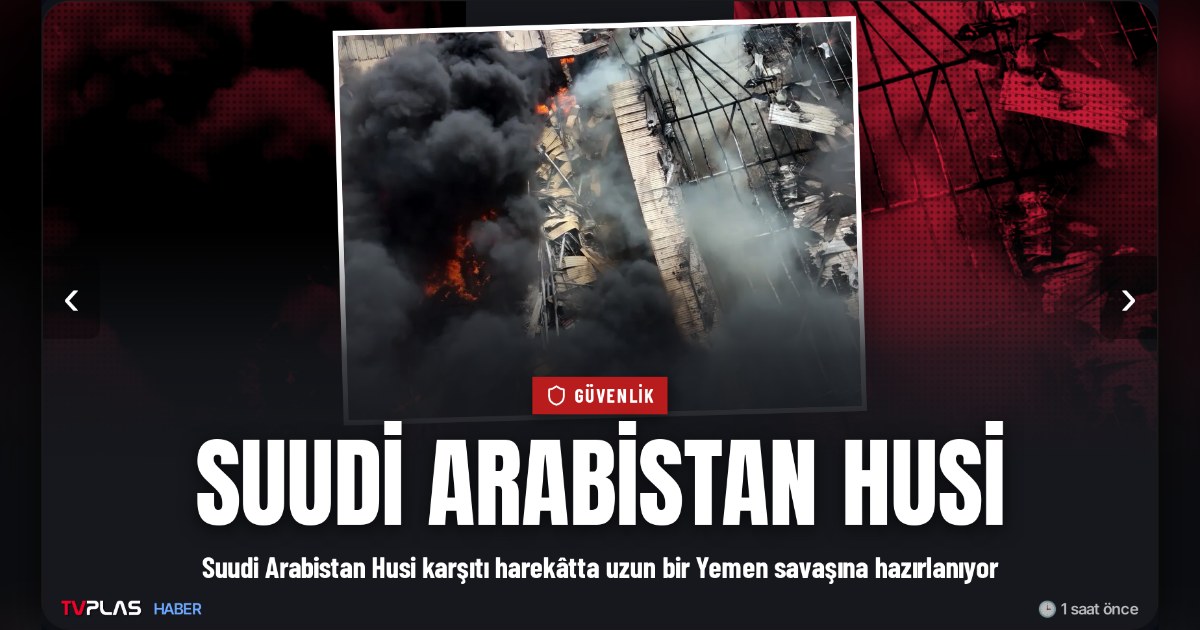 GÜVENLİK
SUUDİ ARABİSTAN HUSİ
Suudi Arabistan Husi karşıtı harekâtta uzun bir Yemen savaşına hazırlanıyor
TVPLAS HABER
1 saat önce